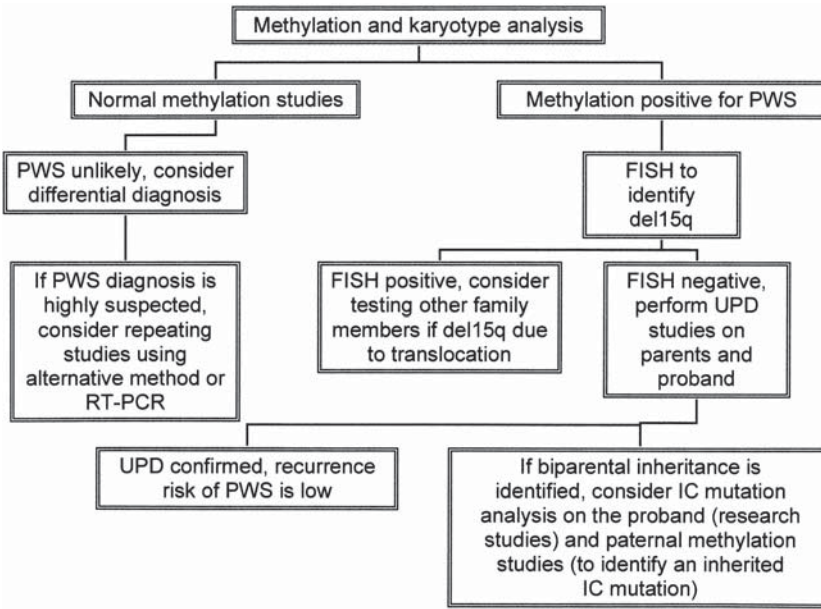 Methylation and karyotype analysis
Normal methylation studies
Methylation positive for PWS
PWS unlikely, consider
differential diagnosis
FISH to
identify
del15q
If PWS diagnosis is
highly suspected,
consider repeating
studies using
alternative method or
RT-PCR
FISH positive, consider
testing other family
members if del15q due
to translocation
FISH negative,
perform UPD
studies on
parents and
proband
UPD confirmed, recurrence
risk of PWS is low
If biparental inheritance is
identified, consider IC mutation
analysis on the proband (research
studies) and paternal methylation
studies (to identify an inherited
IC mutation)